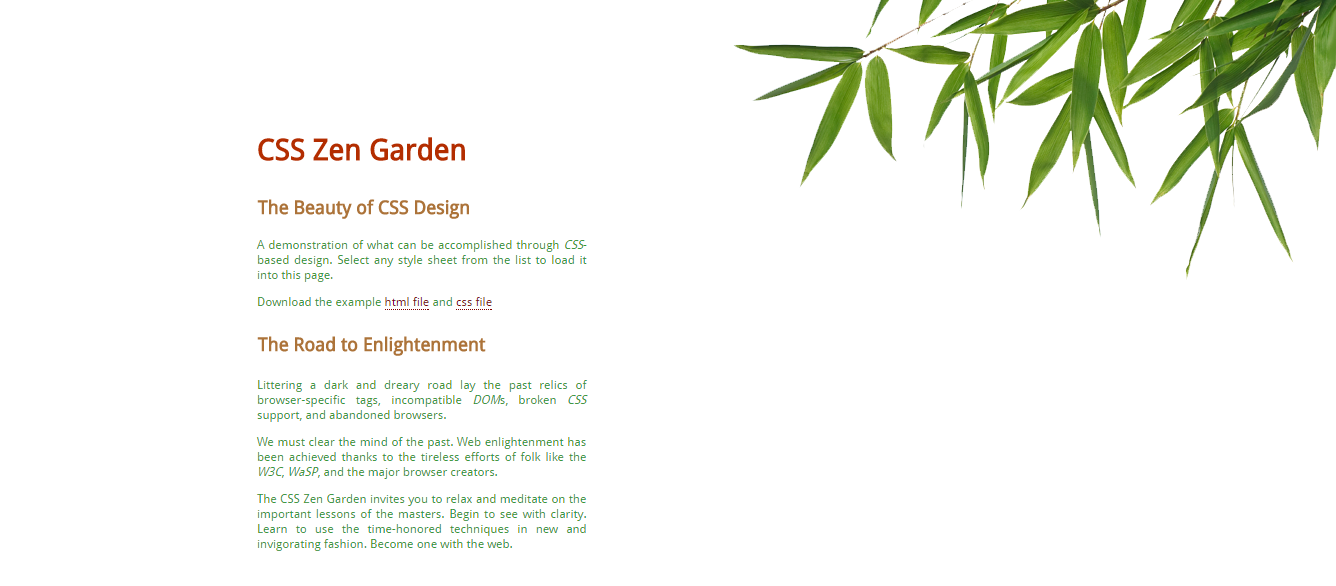 CSS Zen Garden
The Beauty of CSS Design
A demonstration of what can be accomplished through CSS-
based design. Select any style sheet from the list to load it
into this page.
Download the example html file and css file
The Road to Enlightenment
Littering a dark and dreary road lay the past relics of
browser-specific tags, incompatible DOMs, broken CSS
support, and abandoned browsers.
We must clear the mind of the past. Web enlightenment has
been achieved thanks to the tireless efforts of folk like the
W3C, WaSP, and the major browser creators.
The CSS Zen Garden invites you to relax and meditate on the
important lessons of the masters. Begin to see with clarity.
Learn to use the time-honored techniques in new and
invigorating fashion. Become one with the web.